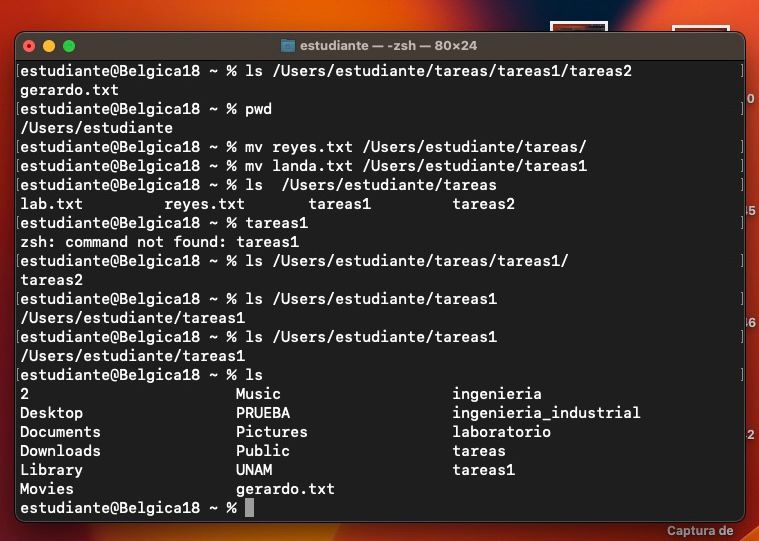 estudiante — -zsh — 80×24
estudiante@Belgica18 ~ % ls /Users/estudiante/tareas/tareas1/tareas2
gerardo.txt
estudiante@Belgica18 ~ % pwd
/Users/estudiante
estudiante@Belgica18 ~ % mv reyes.txt /Users/estudiante/tareas/
estudiante@Belgica18 ~ % mv landa.txt /Users/estudiante/tareas1
estudiante@Belgica18 ~ % ls  /Users/estudiante/tareas
lab.txt reyes.txt tareas1 tareas2
estudiante@Belgica18 ~ % tareas1
zsh: command not found: tareas1
estudiante@Belgica18 ~ % ls /Users/estudiante/tareas/tareas1/
tareas2
estudiante@Belgica18 ~ % ls /Users/estudiante/tareas1
/Users/estudiante/tareas1
estudiante@Belgica18 ~ % ls /Users/estudiante/tareas1
/Users/estudiante/tareas1
estudiante@Belgica18 ~ % ls
2 Music ingenieria
Desktop PRUEBA ingenieria_industrial
Documents Pictures laboratorio
Downloads Public tareas
Library UNAM tareas1
Movies gerardo.txt
estudiante@Belgica18 ~ %
Captura de